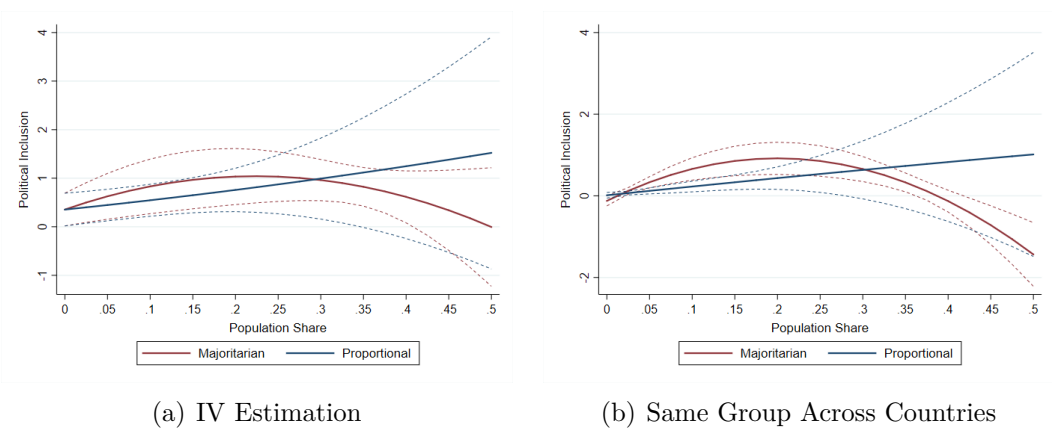 Political Inclusion
4
3
2
1
0
-1
0 .05 .1 .15 .2 .25 .3 .35 .4 .45 .5
Population Share
Majoritarian Proportional
(a) IV Estimation
Political Inclusion
4
2
0
-2
0 .05 .1 .15 .2 .25 .3 .35 .4 .45 .5
Population Share
Majoritarian Proportional
(b) Same Group Across Countries